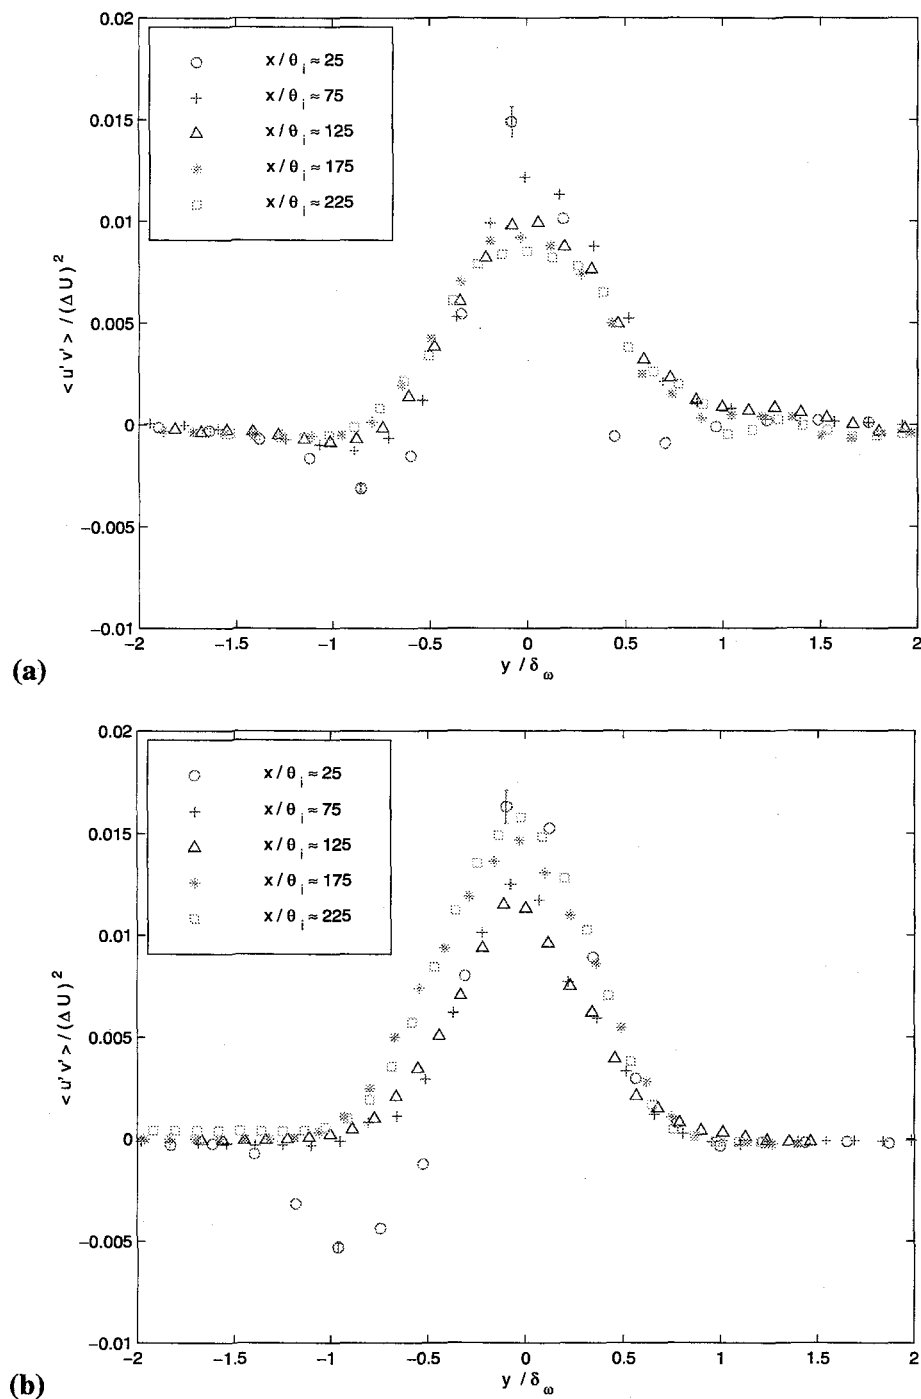 0.02
0.015
0.01
0.005
0
−0.005
−0.01
< u' v' > / (Δ U)²
x / θ i ≈ 25
x / θ i ≈ 75
x / θ i ≈ 125
x / θ i ≈ 175
x / θ i ≈ 225
−2 −1.5 −1 −0.5 0 0.5 1 1.5 2
y / δ ω
(a)
0.02
0.015
0.01
0.005
0
−0.005
−0.01
< u' v' > / (Δ U)²
x / θ i ≈ 25
x / θ i ≈ 75
x / θ i ≈ 125
x / θ i ≈ 175
x / θ i ≈ 225
−2 −1.5 −1 −0.5 0 0.5 1 1.5 2
y / δ ω
(b)